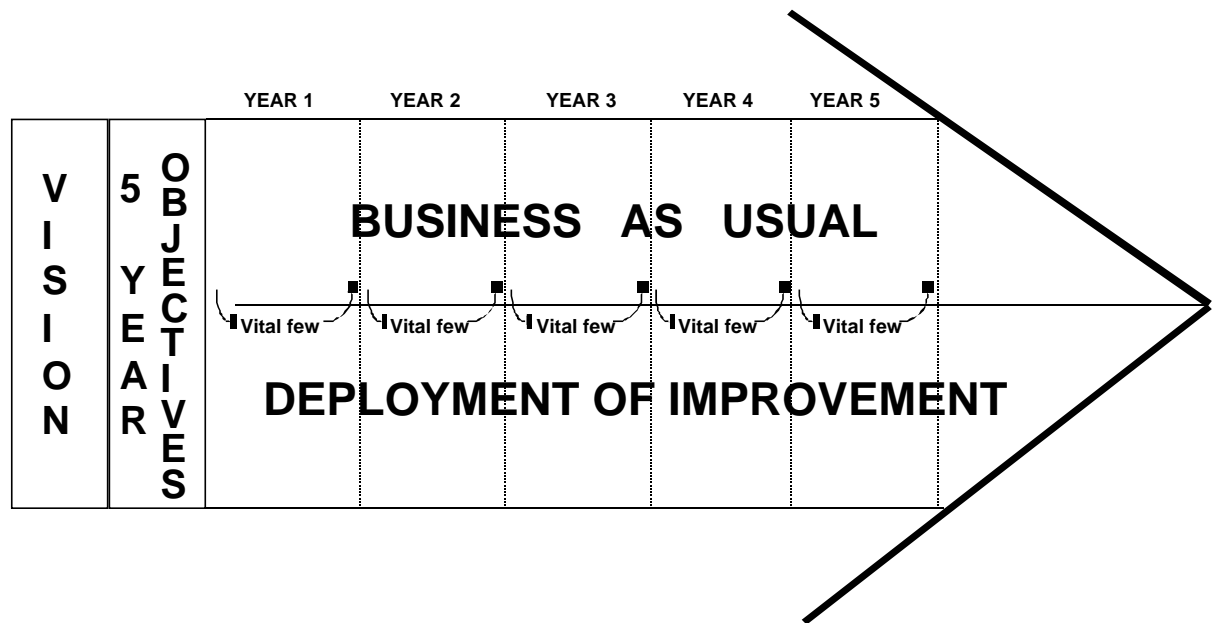 YEAR 1 YEAR 2 YEAR 3 YEAR 4 YEAR 5
VISION
5 YEAR
OBJECTIVES
BUSINESS AS USUAL
Vital few Vital few Vital few Vital few Vital few
DEPLOYMENT OF IMPROVEMENT